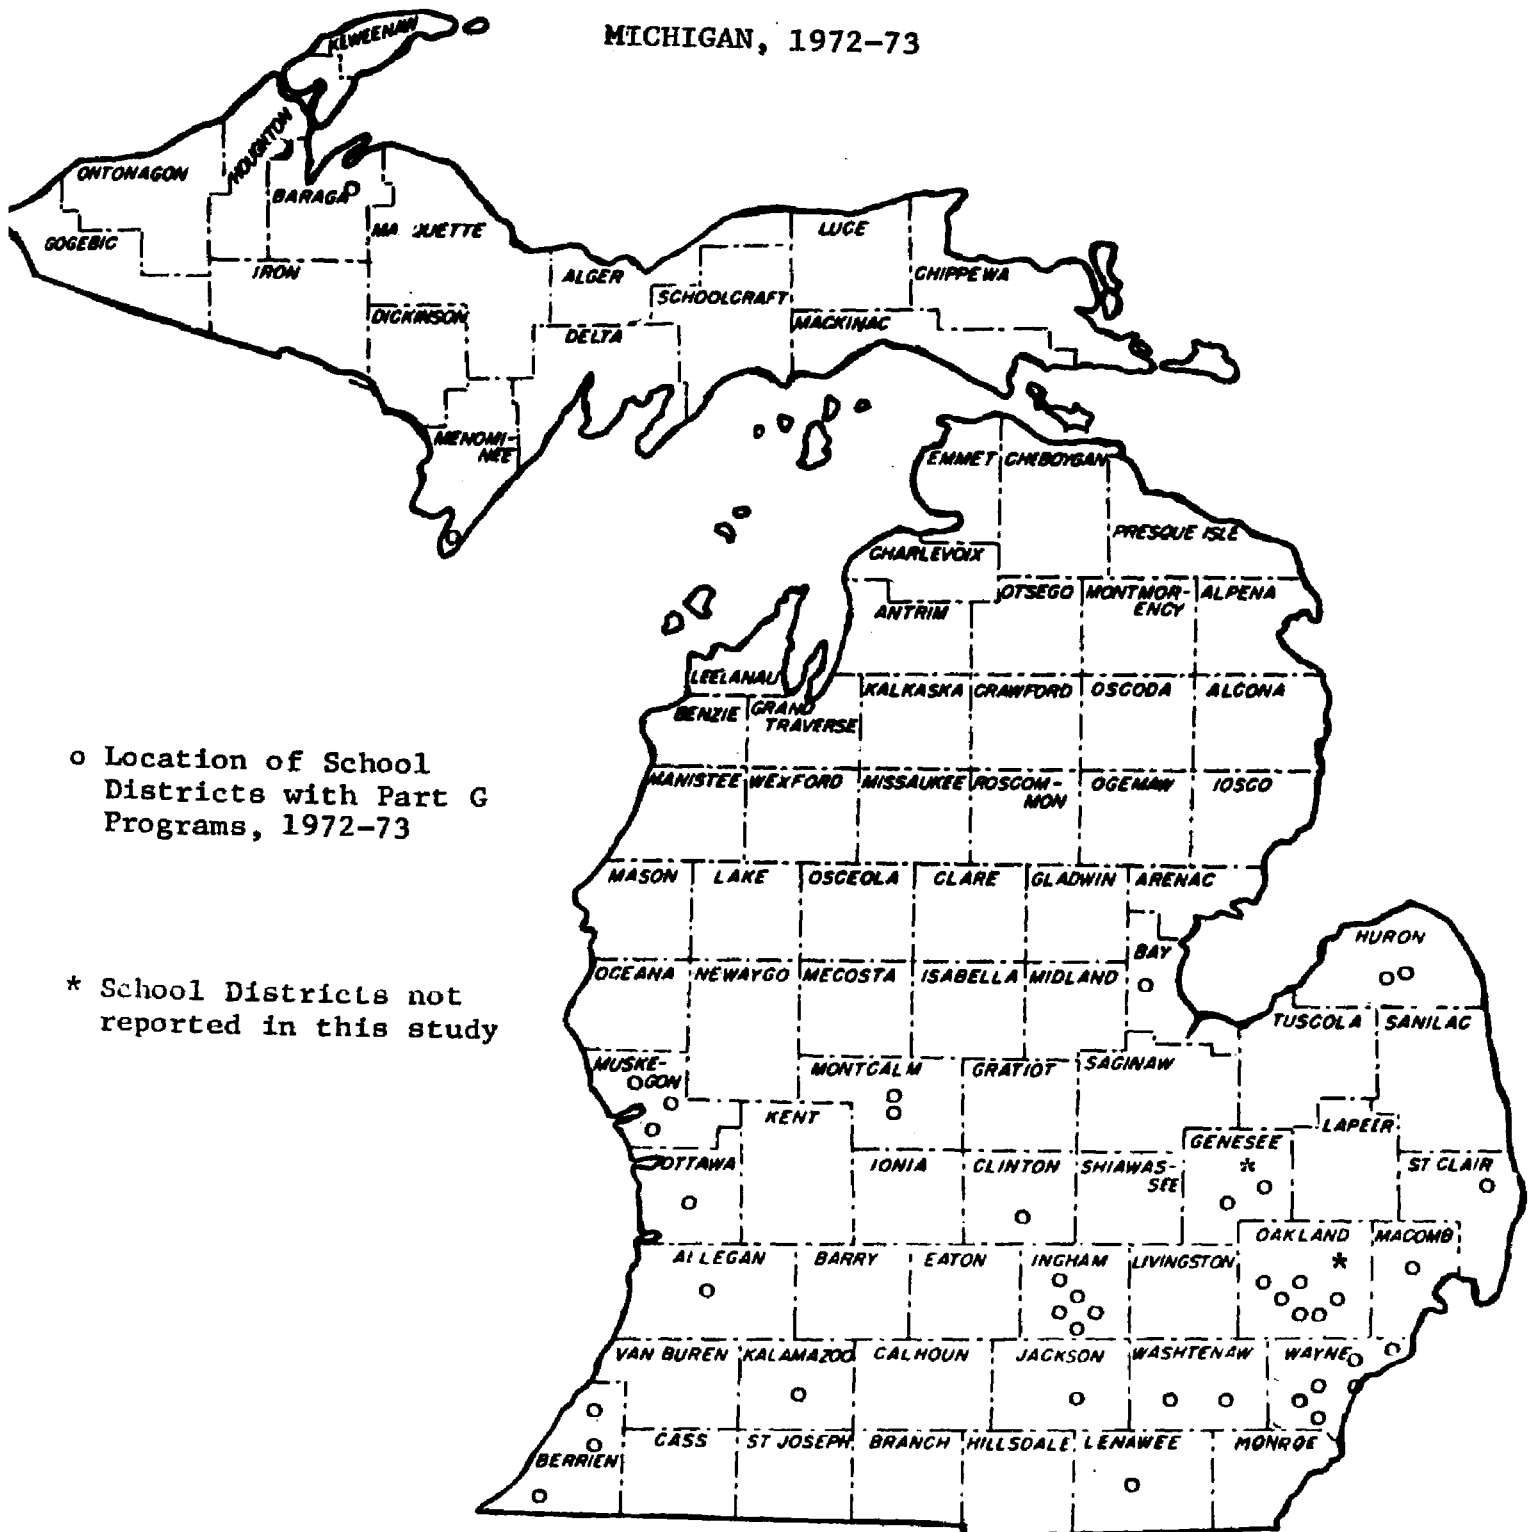 MICHIGAN, 1972-73
KEWEENAW
HOUGHTON
ONTONAGON
BARAGA
GOGEBIC
MA QUETTE
IRON
LUCE
ALGER
CHIPPEWA
SCHOOLCRAFT
DICKINSON
MACKINAC
DELTA
MENOMI-
NEE
EMMET
CHEBOYGAN
PRESQUE ISLE
CHARLEVOIX
OTSEGO
MONTMOR-
ENCY
ALPENA
ANTRIM
LEELANAU
KALKASKA
CRAWFORD
OSCODA
ALCONA
BENZIE
GRAND
TRAVERSE
o Location of School
Districts with Part G
Programs, 1972-73
MANISTEE
WEXFORD
MISSAUKEE
ROSCOM-
MON
OGEMAW
IOSCO
MASON
LAKE
OSCEOLA
CLARE
GLADWIN
ARENAC
HURON
BAY
OCEANA
NEWAYGO
MECOSTA
ISABELLA
MIDLAND
* School Districts not
reported in this study
TUSCOLA
SANILAC
MUSKE-
GON
MONTCALM
GRATIOT
SAGINAW
KENT
LAPEER
GENESEE
*
OTTAWA
IONIA
CLINTON
SHIAWAS-
SEE
ST CLAIR
OAKLAND
*
MACOMB
ALLEGAN
BARRY
EATON
INGHAM
LIVINGSTON
VAN BUREN
KALAMAZOO
CALHOUN
JACKSON
WASHTENAW
WAYNE
BERRIEN
CASS
ST JOSEPH
BRANCH
HILLSDALE
LENAWEE
MONROE